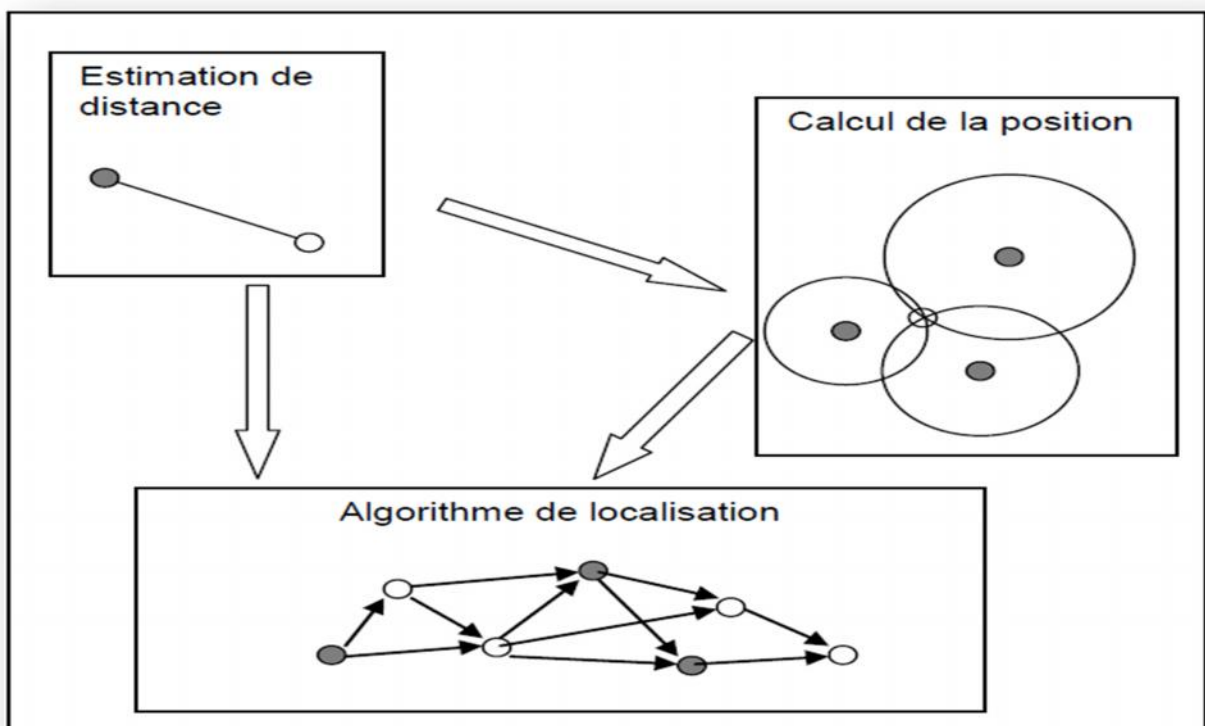 Estimation de
distance
Calcul de la position
Algorithme de localisation